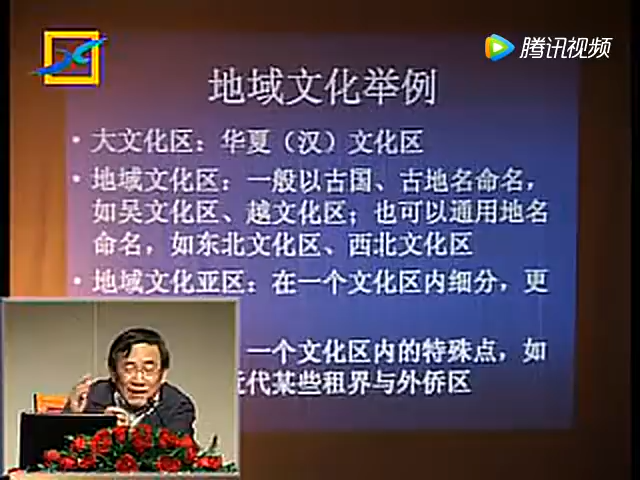 腾讯视频
地域文化举例
• 大文化区：华夏（汉）文化区
• 地域文化区：一般以古国、古地名命名，
如吴文化区、越文化区；也可以通用地名
命名，如东北文化区、西北文化区
• 地域文化亚区：在一个文化区内细分，更
一个文化区内的特殊点，如
近代某些租界与外侨区